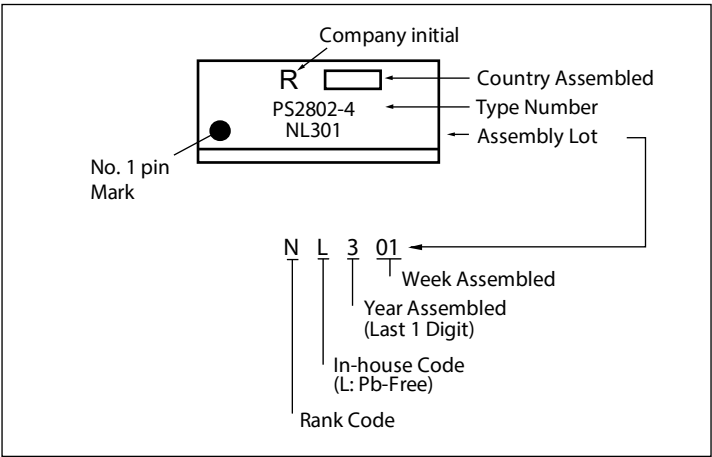 Company initial
R
Country Assembled
PS2802-4
Type Number
NL301
Assembly Lot
No. 1 pin
Mark
N L 3 01
Week Assembled
Year Assembled
(Last 1 Digit)
In-house Code
(L: Pb-Free)
Rank Code